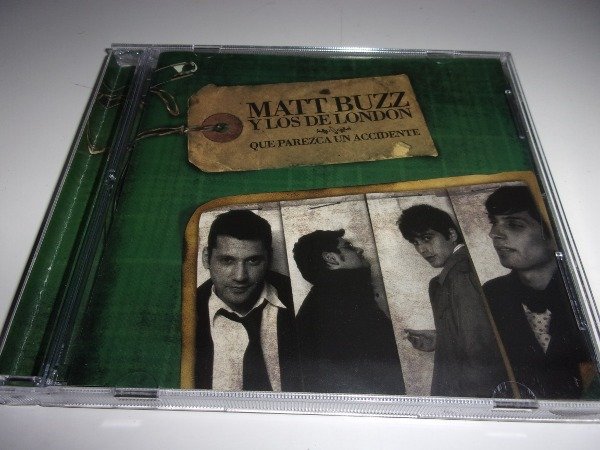 MATT BUZZ
Y LOS DE LONDON
QUE PAREZCA UN ACCIDENTE